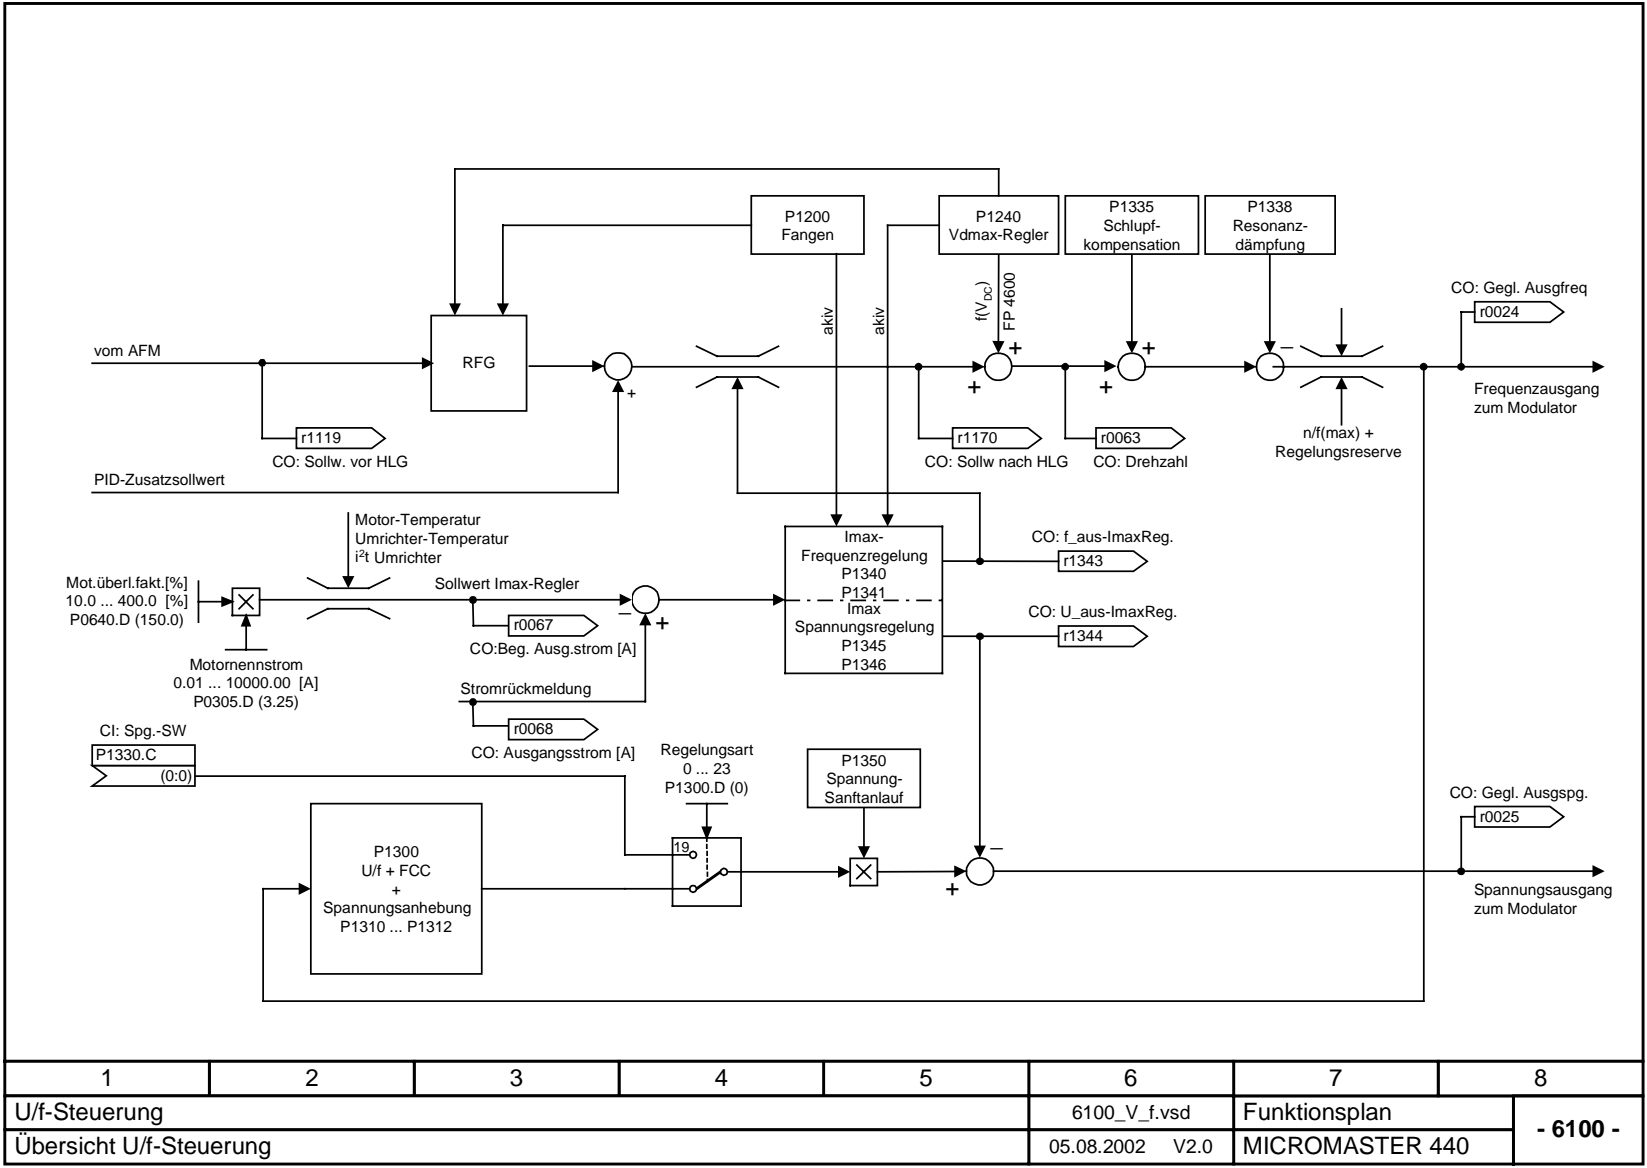 P1200
Fangen
P1240
Vdmax-Regler
P1335
Schlupf-
kompensation
P1338
Resonanz-
dämpfung
akiv
akiv
f(VDC)
FP 4600
CO: Gegl. Ausgfreq
r0024
vom AFM
RFG
+
+
+
+
+
–
Frequenzausgang
zum Modulator
r1119
CO: Sollw. vor HLG
r1170
CO: Sollw nach HLG
r0063
CO: Drehzahl
n/f(max) +
Regelungsreserve
PID-Zusatzsollwert
Motor-Temperatur
Umrichter-Temperatur
i²t Umrichter
Imax-
Frequenzregelung
P1340
P1341
Imax
Spannungsregelung
P1345
P1346
CO: f_aus-ImaxReg.
r1343
CO: U_aus-ImaxReg.
r1344
Mot.überl.fakt.[%]
10.0 ... 400.0 [%]
P0640.D (150.0)
Sollwert Imax-Regler
–
+
r0067
CO:Beg. Ausg.strom [A]
Motornennstrom
0.01 ... 10000.00 [A]
P0305.D (3.25)
Stromrückmeldung
r0068
CO: Ausgangsstrom [A]
CI: Spg.-SW
P1330.C
(0:0)
Regelungsart
0 ... 23
P1300.D (0)
19
P1350
Spannung-
Sanftanlauf
–
+
CO: Gegl. Ausgspg.
r0025
P1300
U/f + FCC
+
Spannungsanhebung
P1310 ... P1312
Spannungsausgang
zum Modulator
1 2 3 4 5 6 7 8
U/f-Steuerung
6100_V_f.vsd
Funktionsplan
- 6100 -
Übersicht U/f-Steuerung
05.08.2002 V2.0
MICROMASTER 440